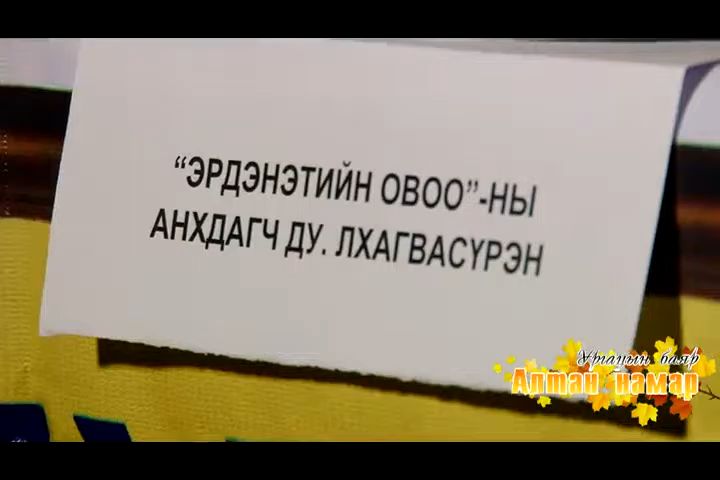 “ЭРДЭНЭТИЙН ОВОО”-НЫ
АНХДАГЧ ДУ. ЛХАГВАСҮРЭН
Ургацын баяр
Алтан намар